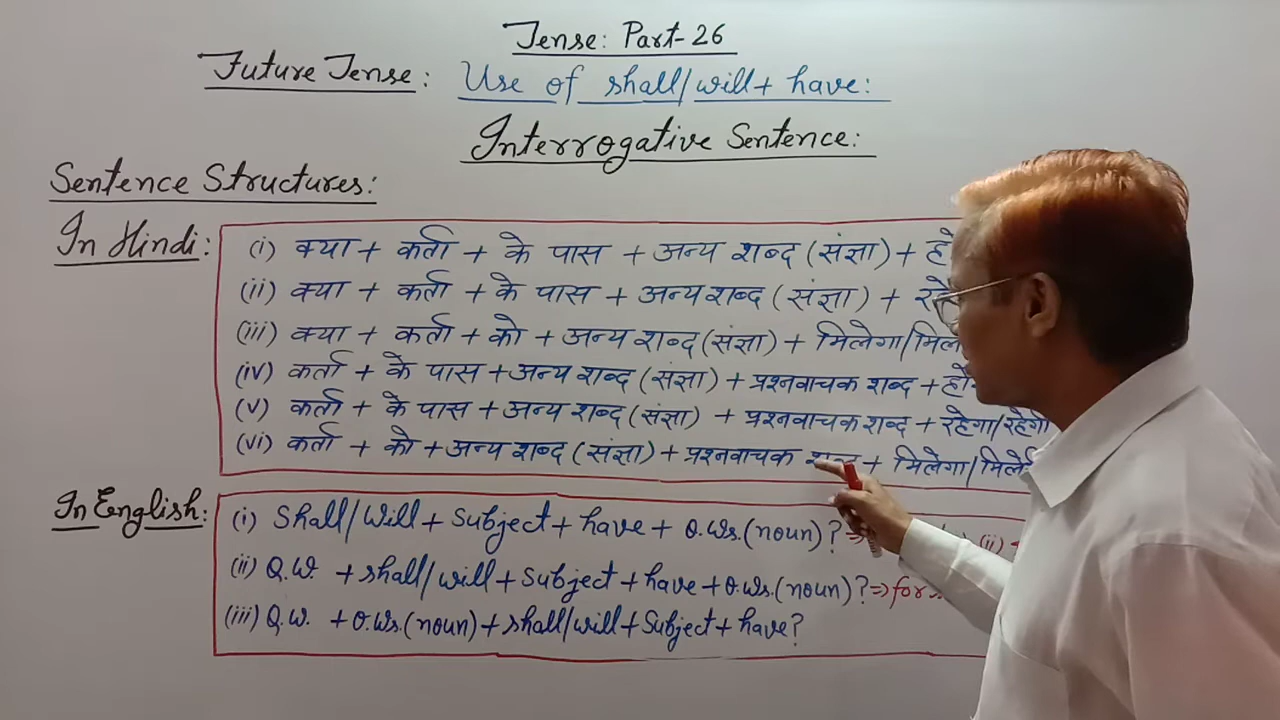 Tense: Part-26
Future Tense: Use of shall/will+ have:
Interrogative Sentence:
Sentence Structures:
In Hindi:
(i) क्या + कर्ता + के पास + अन्य शब्द (संज्ञा) +
(ii) क्या + कर्ता + के पास + अन्य शब्द (संज्ञा) +
(iii) क्या + कर्ता + को + अन्य शब्द (संज्ञा) + मिलेगा/
(iv) कर्ता + के पास + अन्य शब्द (संज्ञा) + प्रश्नवाचक शब्द +
(v) कर्ता + के पास + अन्य शब्द (संज्ञा) + प्रश्नवाचक शब्द + रहेगा/रहेगी
(vi) कर्ता + को + अन्य शब्द (संज्ञा) + प्रश्नवाचक शब्द + मिलेगा/
In English:
(i) Shall/Will + Subject + have + O.Ws. (noun)? ⇒ (ii)
(ii) Q.W. + shall/will + Subject + have + O.Ws. (noun)? ⇒ for
(iii) Q.W. + O.Ws. (noun) + shall/will + Subject + have?